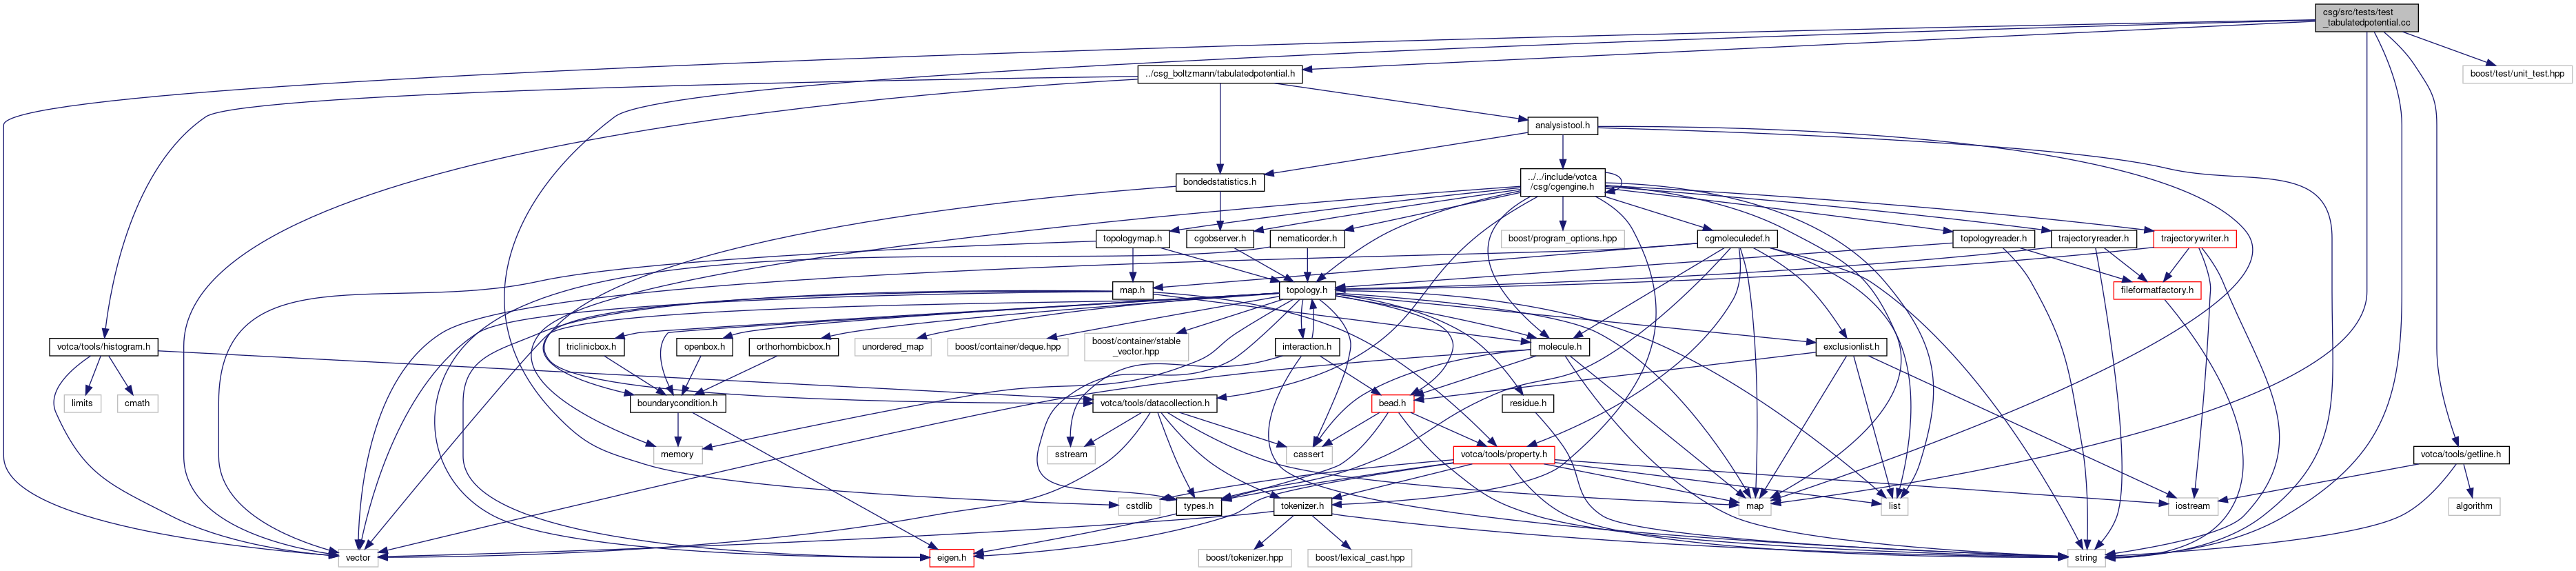 csg/src/tests/test
_tabulatedpotential.cc
../csg_boltzmann/tabulatedpotential.h
boost/test/unit_test.hpp
analysistool.h
bondedstatistics.h
../../include/votca
/csg/cgengine.h
topologymap.h
cgobserver.h
nematicorder.h
boost/program_options.hpp
cgmoleculedef.h
topologyreader.h
trajectoryreader.h
trajectorywriter.h
map.h
topology.h
fileformatfactory.h
votca/tools/histogram.h
triclinicbox.h
openbox.h
orthorhombicbox.h
unordered_map
boost/container/deque.hpp
boost/container/stable
_vector.hpp
interaction.h
molecule.h
exclusionlist.h
limits
cmath
boundarycondition.h
votca/tools/datacollection.h
bead.h
residue.h
memory
sstream
cassert
votca/tools/property.h
votca/tools/getline.h
cstdlib
types.h
tokenizer.h
map
list
iostream
algorithm
vector
eigen.h
boost/tokenizer.hpp
boost/lexical_cast.hpp
string